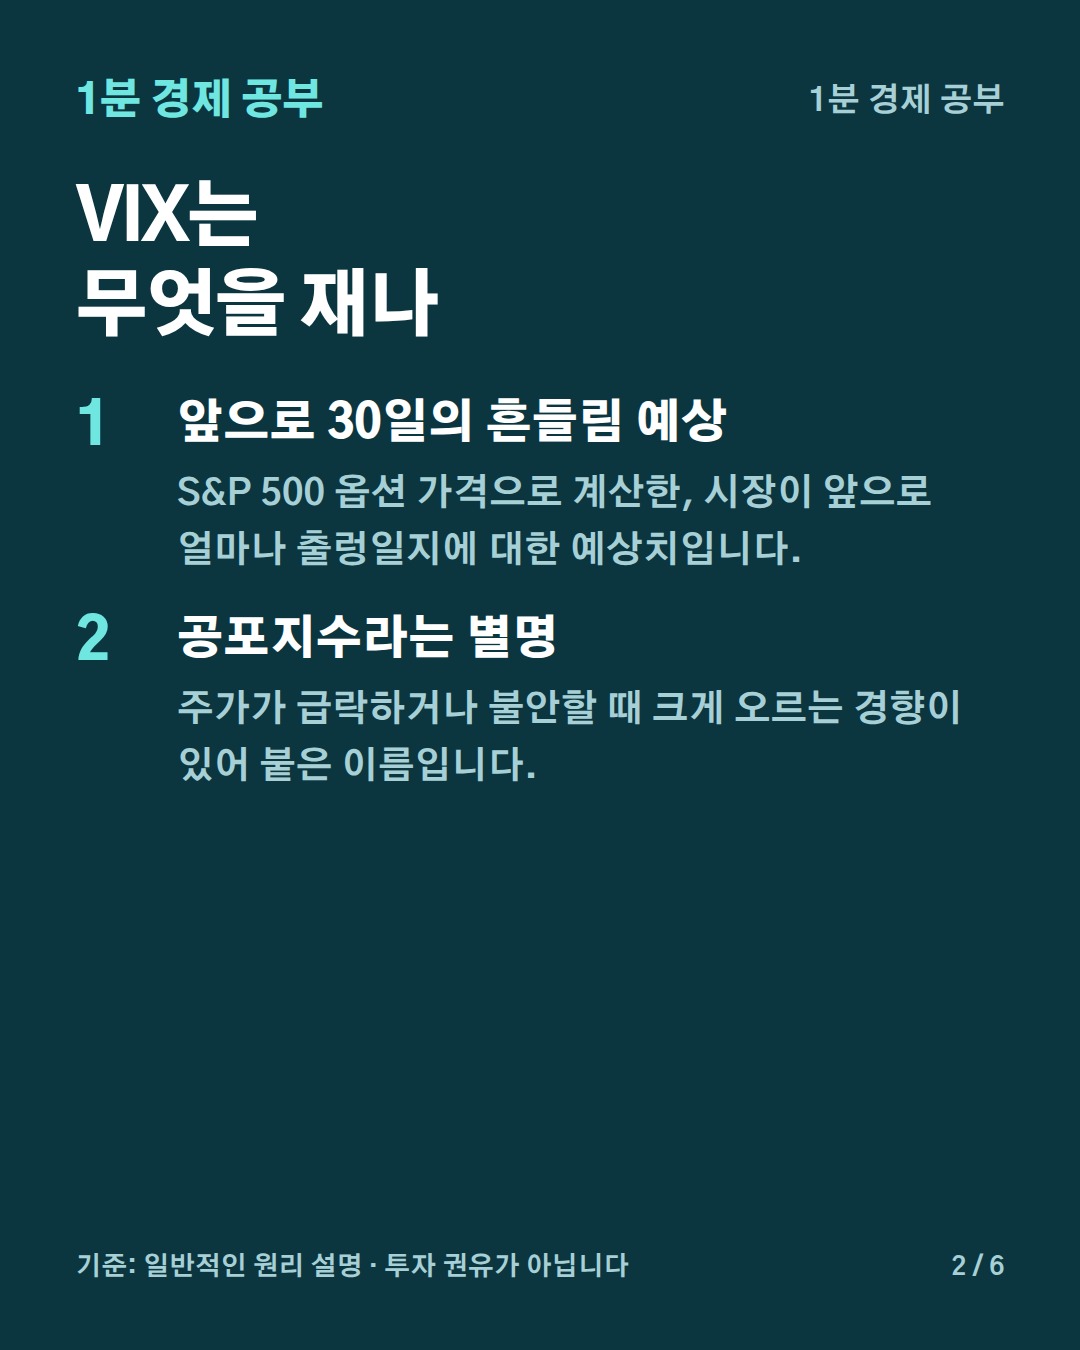 1분 경제 공부
1분 경제 공부
VIX는
무엇을 재나
1
앞으로 30일의 흔들림 예상
S&P 500 옵션 가격으로 계산한, 시장이 앞으로
얼마나 출렁일지에 대한 예상치입니다.
2
공포지수라는 별명
주가가 급락하거나 불안할 때 크게 오르는 경향이
있어 붙은 이름입니다.
기준: 일반적인 원리 설명 · 투자 권유가 아닙니다
2 / 6